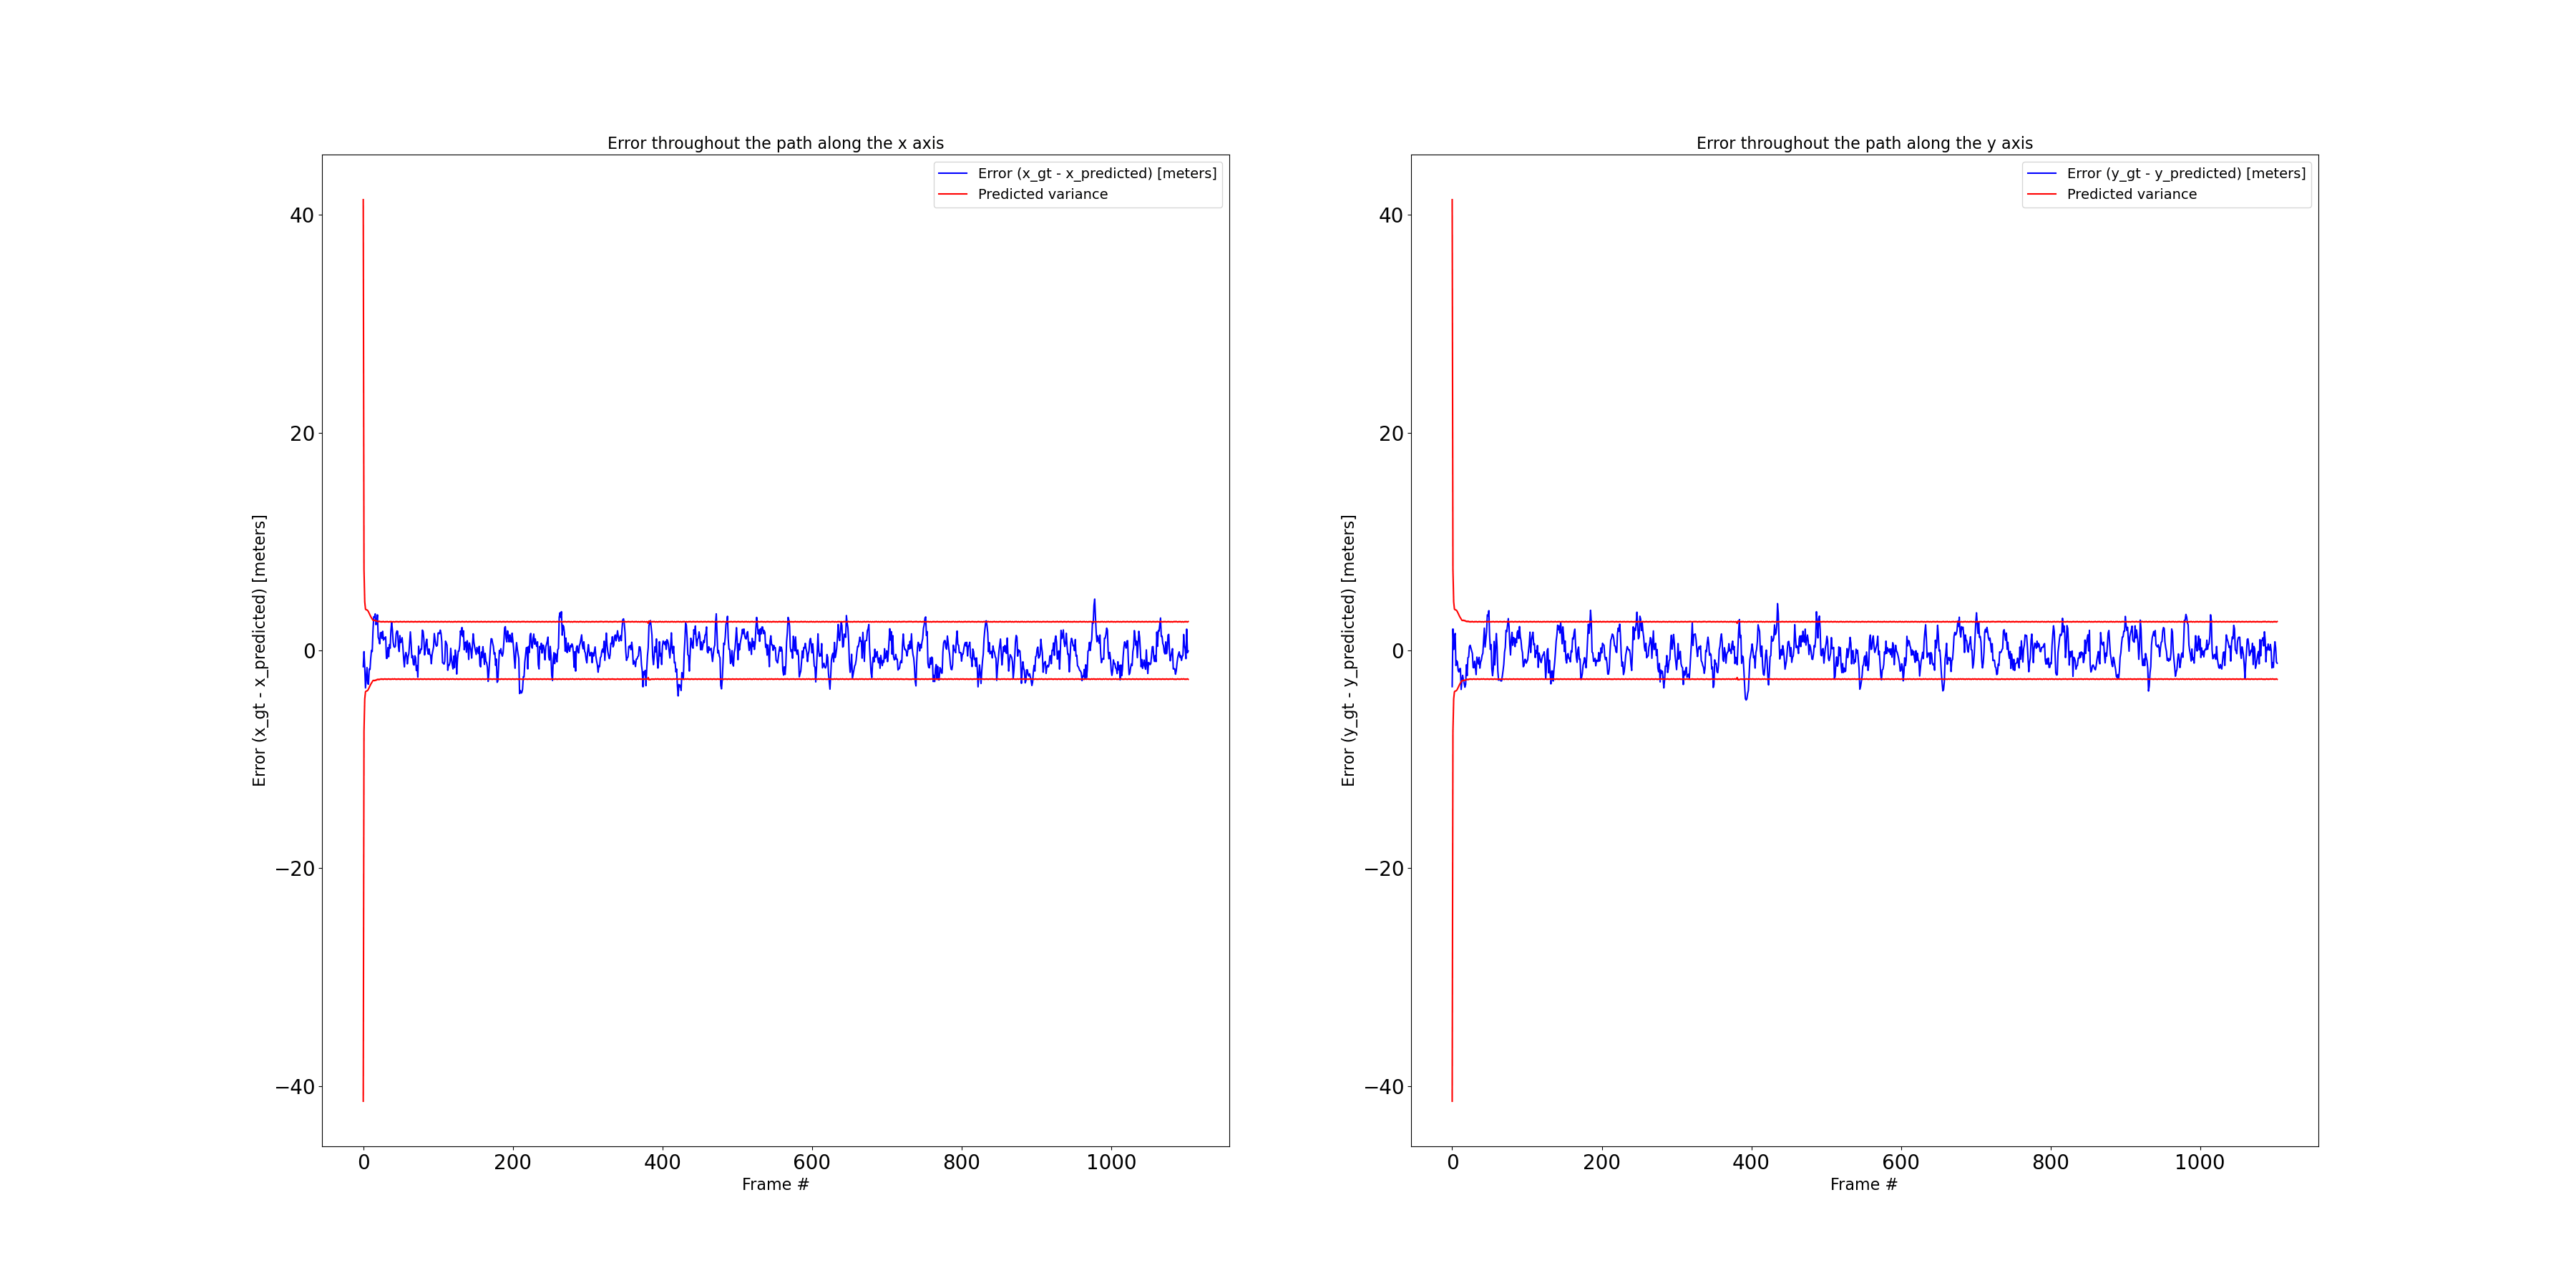 Error throughout the path along the x axis
Error (x_gt - x_predicted) [meters]
Predicted variance
40
20
0
−20
−40
Error (x_gt - x_predicted) [meters]
0 200 400 600 800 1000
Frame #
Error throughout the path along the y axis
Error (y_gt - y_predicted) [meters]
Predicted variance
40
20
0
−20
−40
Error (y_gt - y_predicted) [meters]
0 200 400 600 800 1000
Frame #